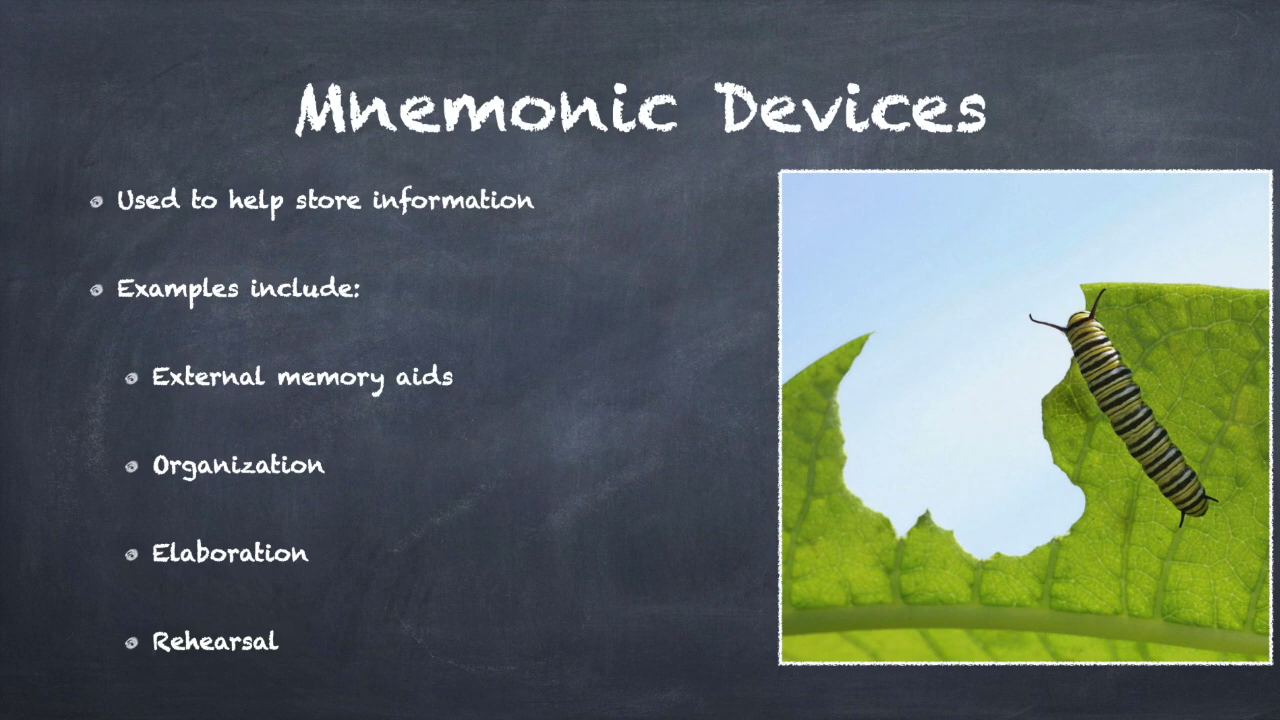 Mnemonic Devices
Used to help store information
Examples include:
External memory aids
Organization
Elaboration
Rehearsal